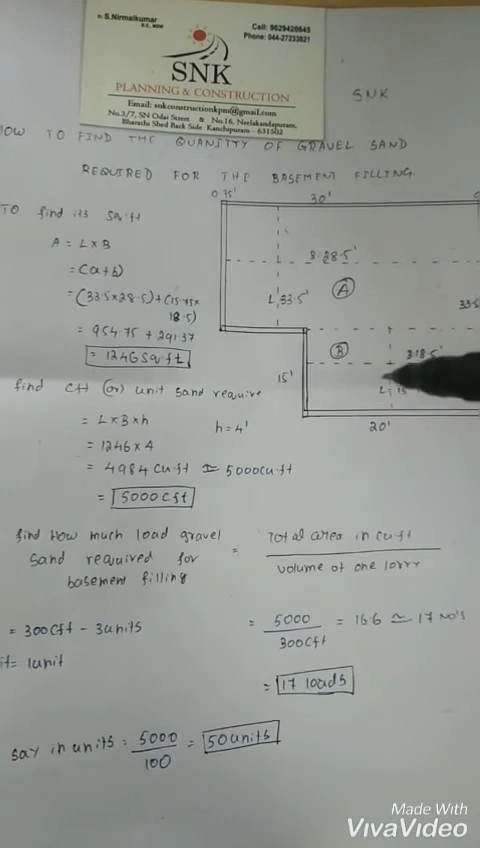 Er. S.Nirmalkumar
Cell: 9629420645
Phone: 044-27233821
SNK
PLANNING & CONSTRUCTION
Email: snkconstructionkpm@gmail.com
No.3/7, SN Odai Street & No.16, Neelakandapuram,
Bharathi Shed Back Side Kanchipuram - 631502
SNK
HOW TO FIND THE QUANITY OF GRAVEL SAND
REQUIRED FOR THE BASEMENT FILLING
0.75'
30'
TO find its Sq.ft
A = L x B
= (a+b)
= (33.5x28.5)+(15.75x
18.5)
= 954.75 + 291.37
= 1246 Sq ft
B-28.5'
L, 33.5'
A
33.5
B
B 18.5'
L, 15
15'
20'
find cft (or) unit sand require
= L x B x h
h = 4'
= 1246 x 4
= 4984 cu ft ≃ 5000 cu ft
= 5000 cft
find How much load gravel
Sand required for
basement filling
= Total area in cu ft
volume of one lorrr
= 300 Cft - 3 units
it = 1 unit
= 5000
300 cft
= 16.6 ≃ 17 NO's
= 17 loads
say in units = 5000
100
= 50 units
Made With
VivaVideo